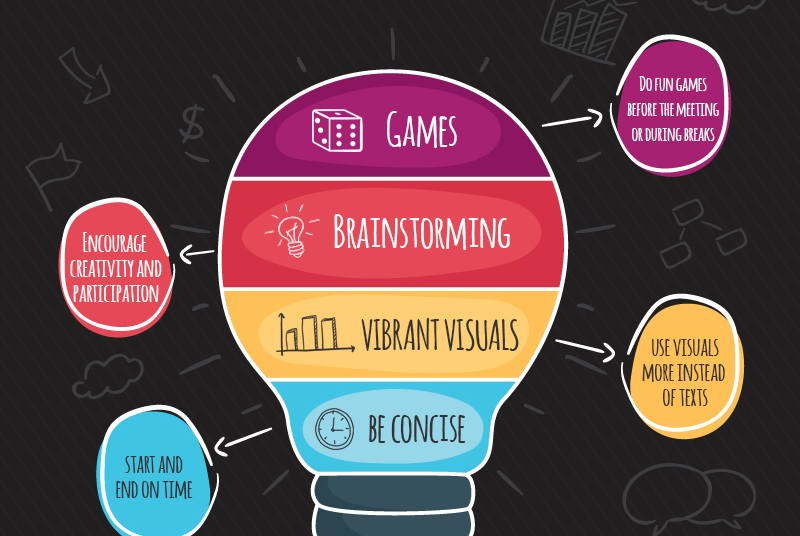 Games
Do fun games
before the meeting
or during breaks
Brainstorming
Encourage
creativity and
participation
VIBRANT VISUALS
USE VISUALS
MORE INSTEAD
OF TEXTS
BE CONCISE
START AND
END ON TIME